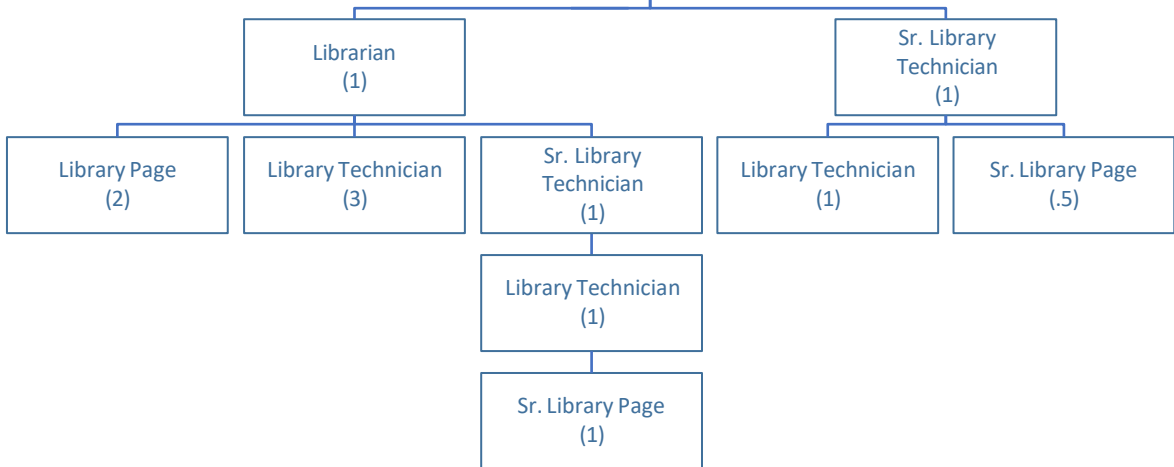 Librarian
(1)
Sr. Library
Technician
(1)
Library Page
(2)
Library Technician
(3)
Sr. Library
Technician
(1)
Library Technician
(1)
Sr. Library Page
(.5)
Library Technician
(1)
Sr. Library Page
(1)